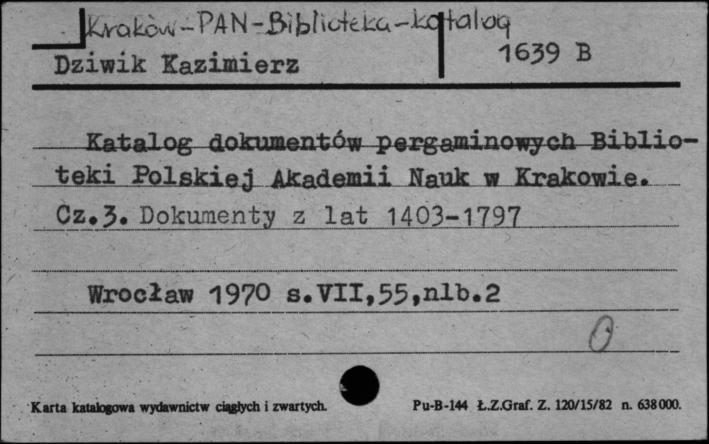 Kraków-PAN-Biblioteka-katalog
1639 B
Dziwik Kazimierz
Katalog dokumentów pergaminowych Biblio-
teki Polskiej Akademii Nauk w Krakowie.
Cz.3. Dokumenty z lat 1403-1797
Wrocław 1970 s.VII,55,nlb.2
0
Karta katalogowa wydawnictw ciągłych i zwartych. Pu-B-144 Ł.Z.Graf. Z. 120/15/82 n. 638000.